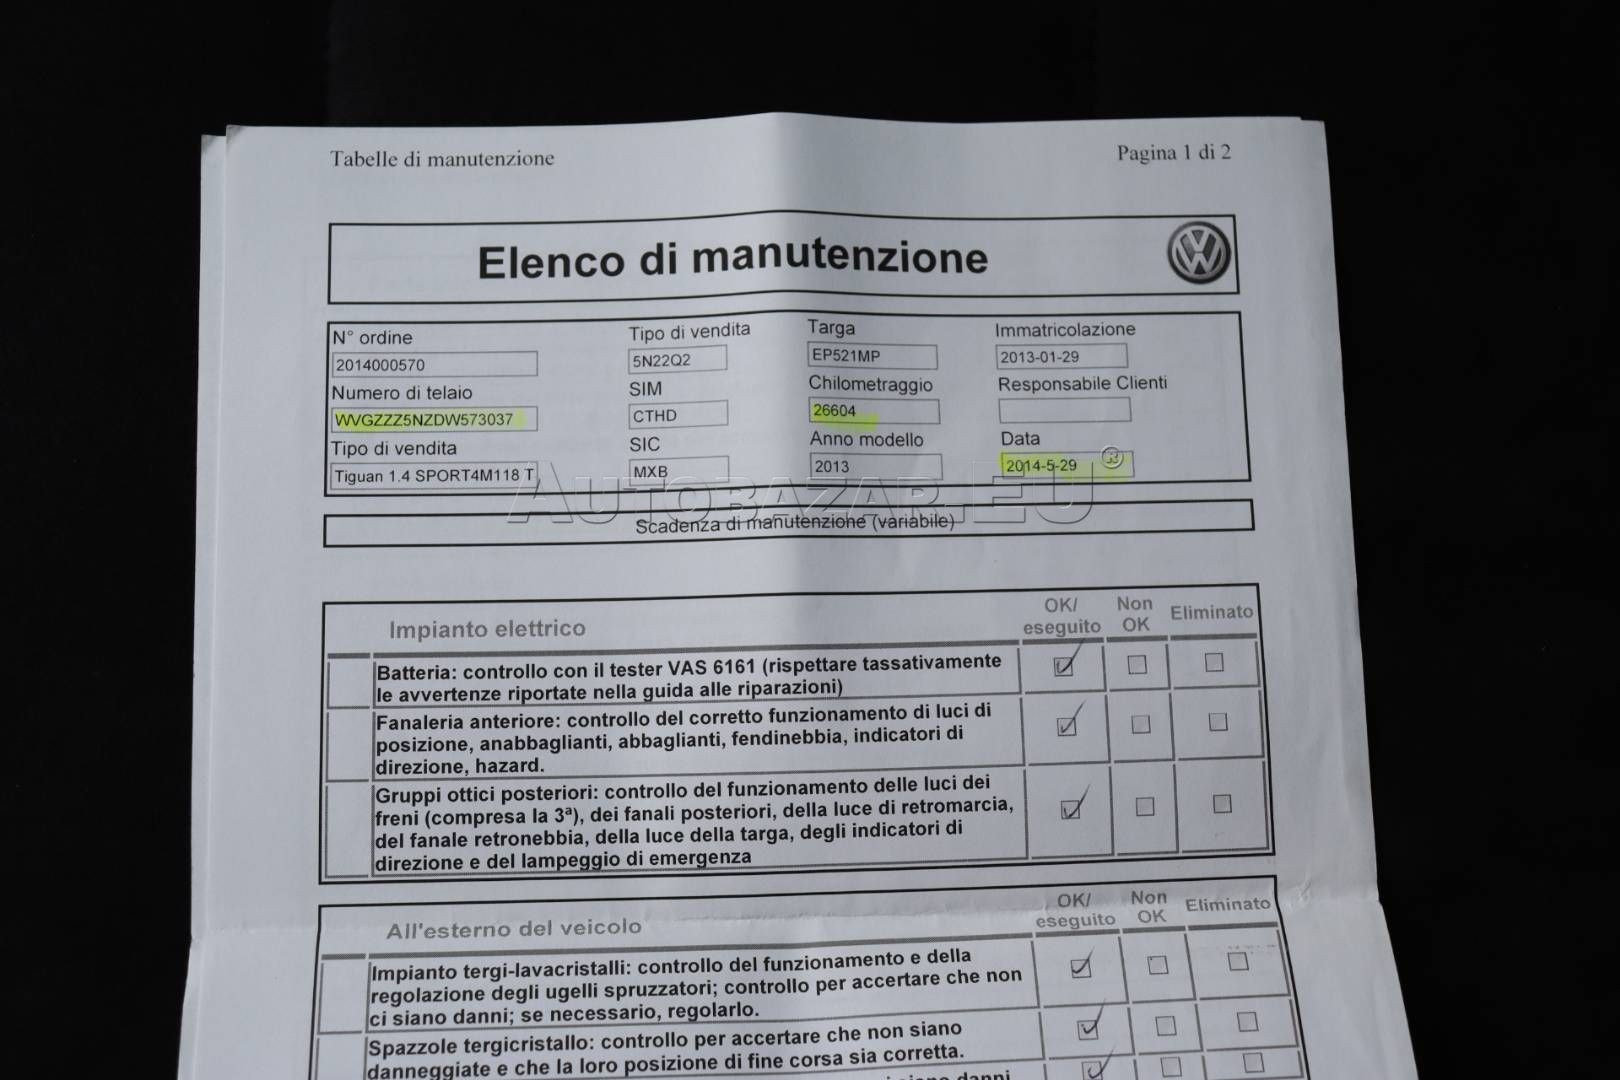 Tabelle di manutenzione
Pagina 1 di 2
Elenco di manutenzione
N° ordine
2014000570
Tipo di vendita
5N22Q2
Targa
EP521MP
Immatricolazione
2013-01-29
Numero di telaio
WVGZZZ5NZDW573037
SIM
CTHD
Chilometraggio
26604
Responsabile Clienti
Tipo di vendita
Tiguan 1.4 SPORT4M118 T
SIC
MXB
Anno modello
2013
Data
2014-5-29
AUTOBAZAR.EU®
Scadenza di manutenzione (variabile)
Impianto elettrico
OK/
eseguito
Non
OK
Eliminato
Batteria: controllo con il tester VAS 6161 (rispettare tassativamente
le avvertenze riportate nella guida alle riparazioni)
Fanaleria anteriore: controllo del corretto funzionamento di luci di
posizione, anabbaglianti, abbaglianti, fendinebbia, indicatori di
direzione, hazard.
Gruppi ottici posteriori: controllo del funzionamento delle luci dei
freni (compresa la 3ª), dei fanali posteriori, della luce di retromarcia,
del fanale retronebbia, della luce della targa, degli indicatori di
direzione e del lampeggio di emergenza
All'esterno del veicolo
OK/
eseguito
Non
OK
Eliminato
Impianto tergi-lavacristalli: controllo del funzionamento e della
regolazione degli ugelli spruzzatori; controllo per accertare che non
ci siano danni; se necessario, regolarlo.
Spazzole tergicristallo: controllo per accertare che non siano
danneggiate e che la loro posizione di fine corsa sia corretta.
danni